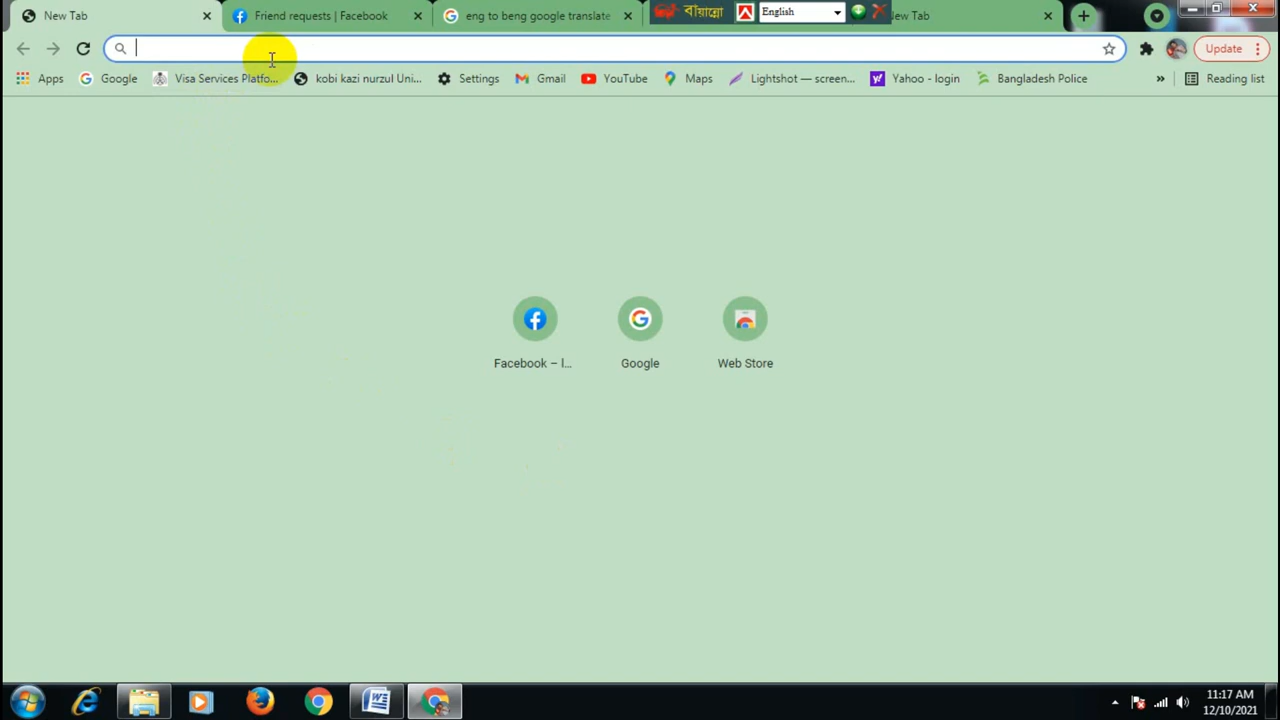 New Tab
Friend requests | Facebook
eng to beng google translate
বায়ান্নো
English
New Tab
Update
Apps
Google
Visa Services Platfo...
kobi kazi nurzul Uni...
Settings
Gmail
YouTube
Maps
Lightshot — screen...
Yahoo - login
Bangladesh Police
»
Reading list
Facebook – l...
Google
Web Store
11:17 AM
12/10/2021